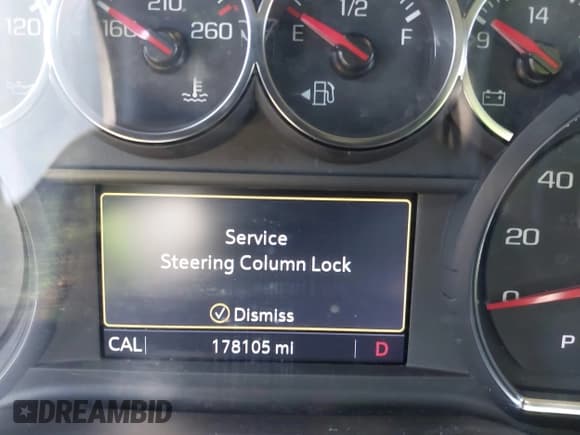 120
160
210
260
E
1/2
F
9
14
Service
Steering Column Lock
Dismiss
CAL 178105 mi D
40
20
0
P
DREAMBID